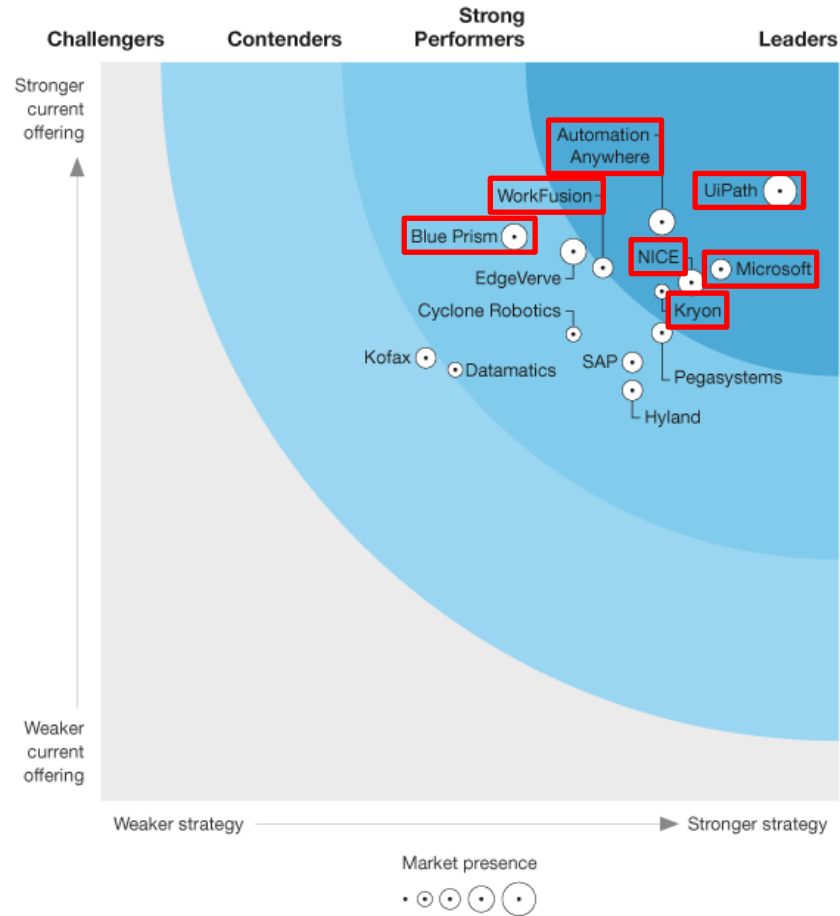 Strong
Challengers
Contenders
Performers
Leaders
Stronger
current
offering
Automation
Anywhere
UiPath
WorkFusion
Blue Prism
NICE
Microsoft
EdgeVerve
Cyclone Robotics
Kryon
Kofax
Datamatics
SAP
Pegasystems
Hyland
Weaker
current
offering
Weaker strategy
Stronger strategy
Market presence